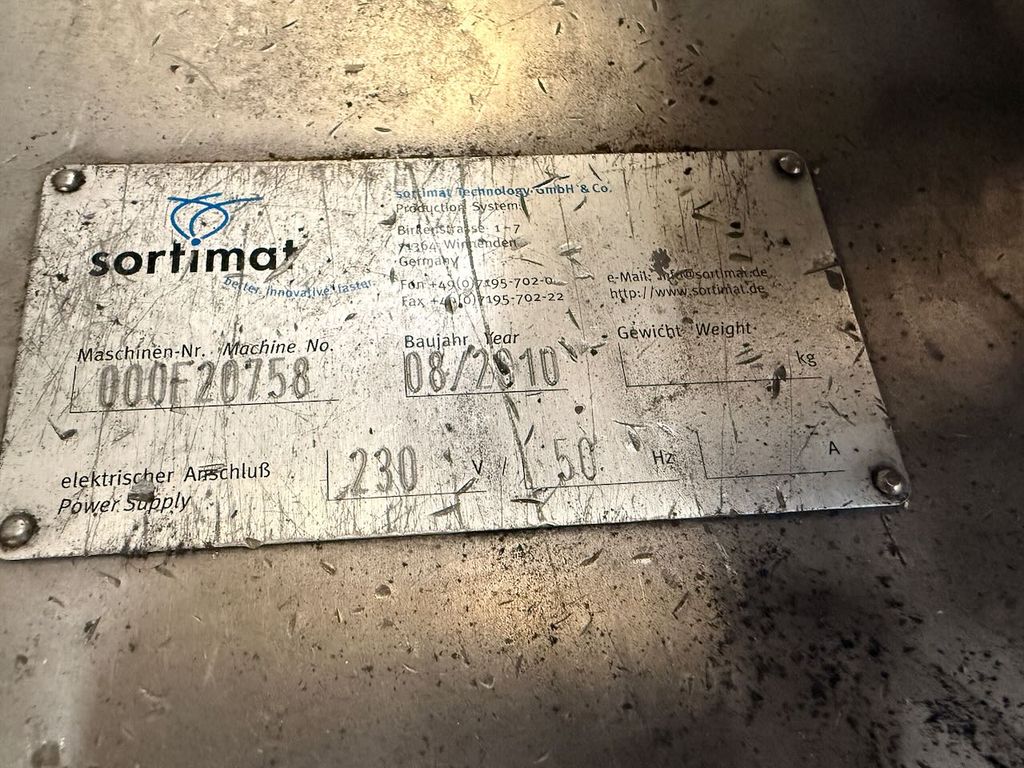 sortimat
better.innovative.faster.
sortimat Technology GmbH & Co.
Production System
Birkenstrasse 1-7
71364 Winnenden
Germany
Fon +49(0)7195-702-0
Fax +49(0)7195-702-22
e-Mail: info@sortimat.de
http://www.sortimat.de
Maschinen-Nr. Machine No.
000F20758
Baujahr Year
08/2010
Gewicht Weight
kg
elektrischer Anschluß
Power Supply
230 V / 50 Hz A